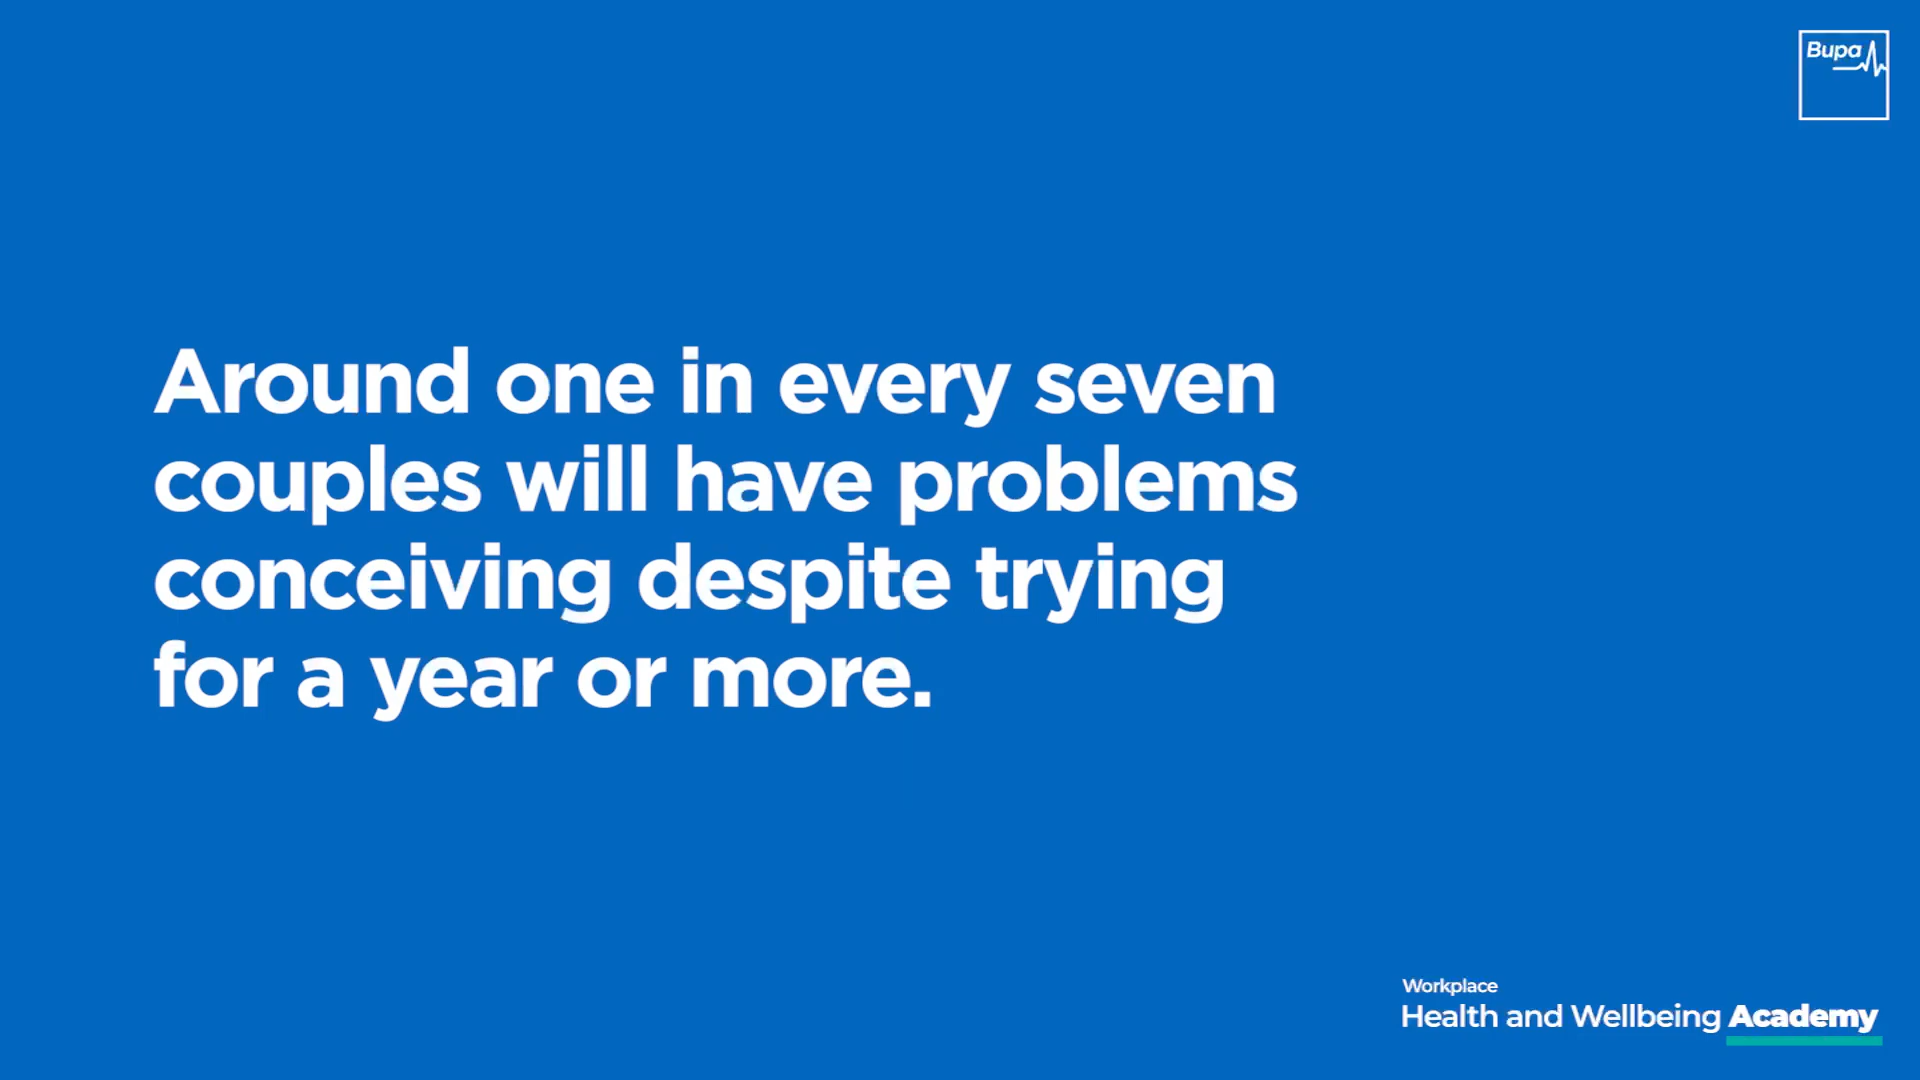 Bupa
Around one in every seven
couples will have problems
conceiving despite trying
for a year or more.
Workplace
Health and Wellbeing Academy